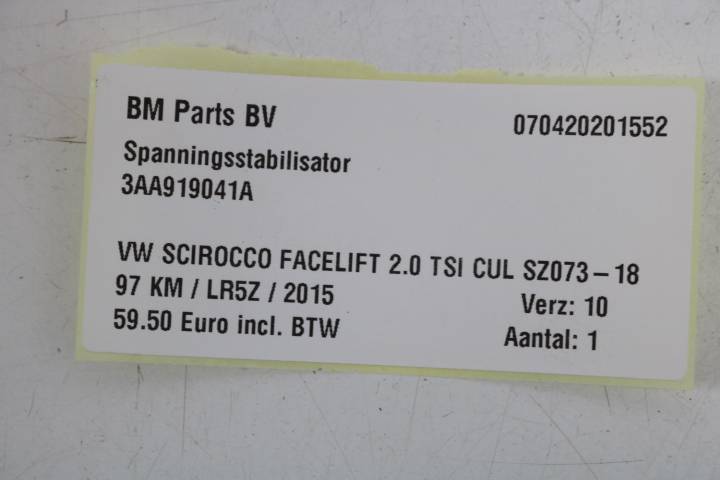 BM Parts BV 070420201552
Spanningsstabilisator
3AA919041A
VW SCIROCCO FACELIFT 2.0 TSI CUL SZ073-18
97 KM / LR5Z / 2015 Verz: 10
59.50 Euro incl. BTW Aantal: 1